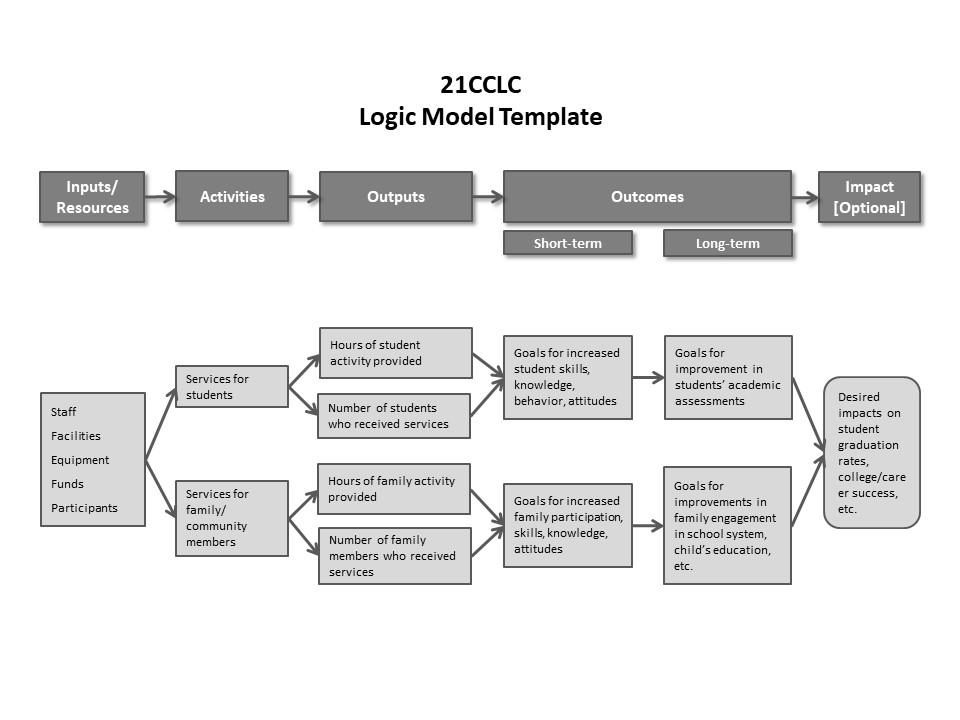 21CCLC
Logic Model Template
Inputs/
Resources
Activities
Outputs
Outcomes
Impact
[Optional]
Short-term
Long-term
Staff
Facilities
Equipment
Funds
Participants
Services for
students
Services for
family/
community
members
Hours of student
activity provided
Number of students
who received services
Hours of family activity
provided
Number of family
members who received
services
Goals for increased
student skills,
knowledge,
behavior, attitudes
Goals for increased
family participation,
skills, knowledge,
attitudes
Goals for
improvement in
students’ academic
assessments
Goals for
improvements in
family engagement
in school system,
child’s education,
etc.
Desired
impacts on
student
graduation
rates,
college/care
er success,
etc.